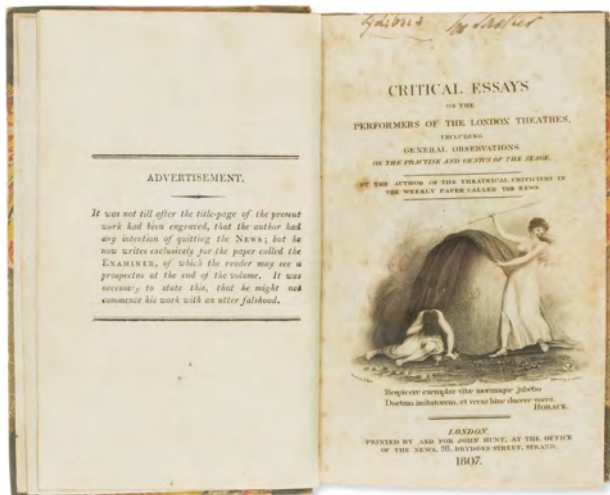 ADVERTISEMENT.
It was not till after the title-page of the present
work had been engraved, that the author had
any intention of quitting the NEWS; but he
now writes exclusively for the paper called the
EXAMINER, of which the reader may see a
prospectus at the end of the volume. It was
necessary to state this, that he might not
commence his work with an utter falshood.
CRITICAL ESSAYS
ON THE
PERFORMERS OF THE LONDON THEATRES,
INCLUDING
GENERAL OBSERVATIONS
ON THE PRACTISE AND GENIUS OF THE STAGE.
BY THE AUTHOR OF THE THEATRICAL CRITICISMS IN
THE WEEKLY PAPER CALLED THE NEWS
Respicere exemplar vitæ morumque jubebo
Doctum imitatorem, et veras hinc ducere voces.
HORACE.
LONDON
PRINTED BY AND FOR JOHN HUNT, AT THE OFFICE
OF THE NEWS, 28, BRYDGES STREET, STRAND,
1807.